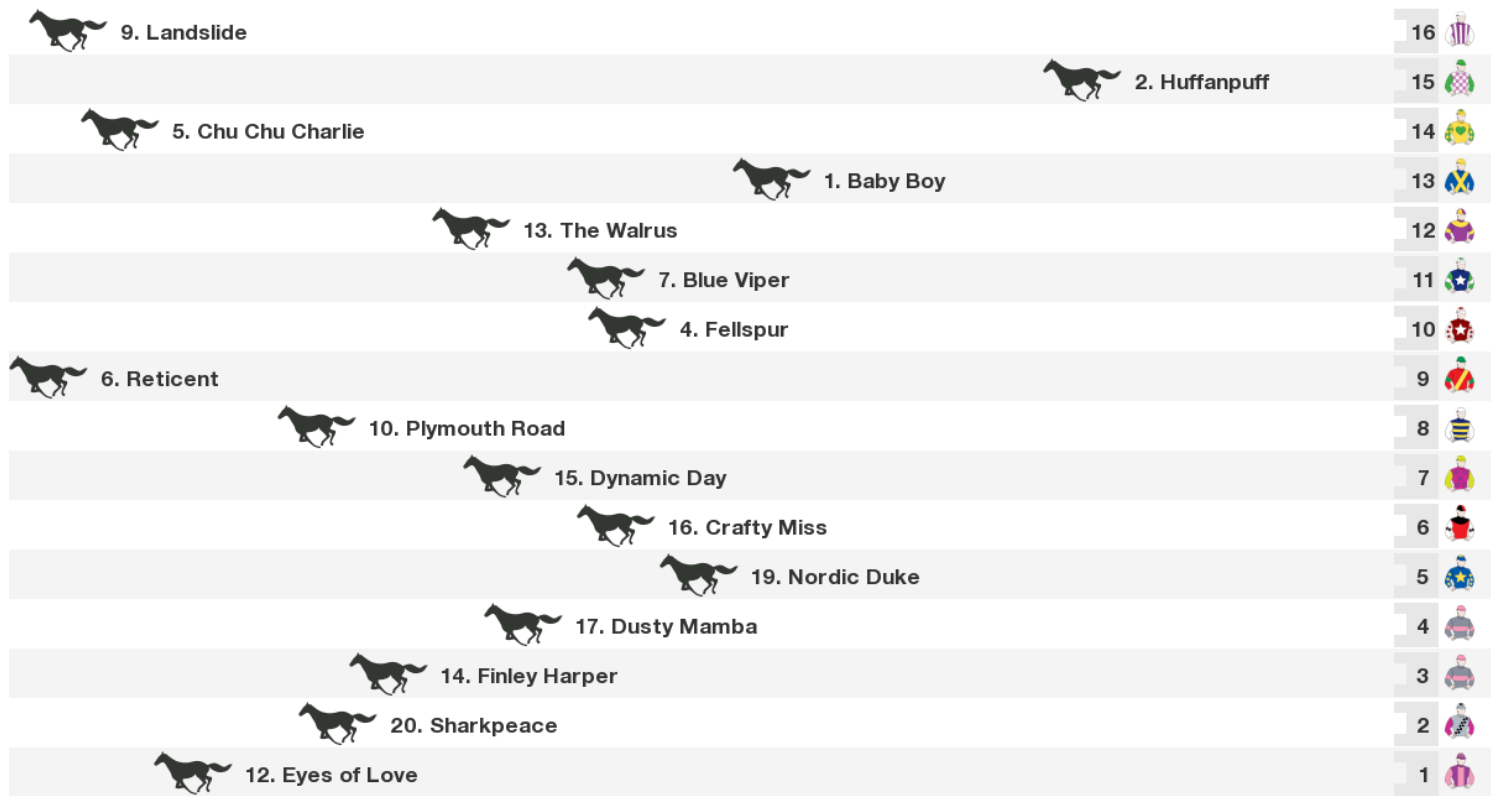 9. Landslide 16
2. Huffanpuff 15
5. Chu Chu Charlie 14
1. Baby Boy 13
13. The Walrus 12
7. Blue Viper 11
4. Fellspur 10
6. Reticent 9
10. Plymouth Road 8
15. Dynamic Day 7
16. Crafty Miss 6
19. Nordic Duke 5
17. Dusty Mamba 4
14. Finley Harper 3
20. Sharkpeace 2
12. Eyes of Love 1